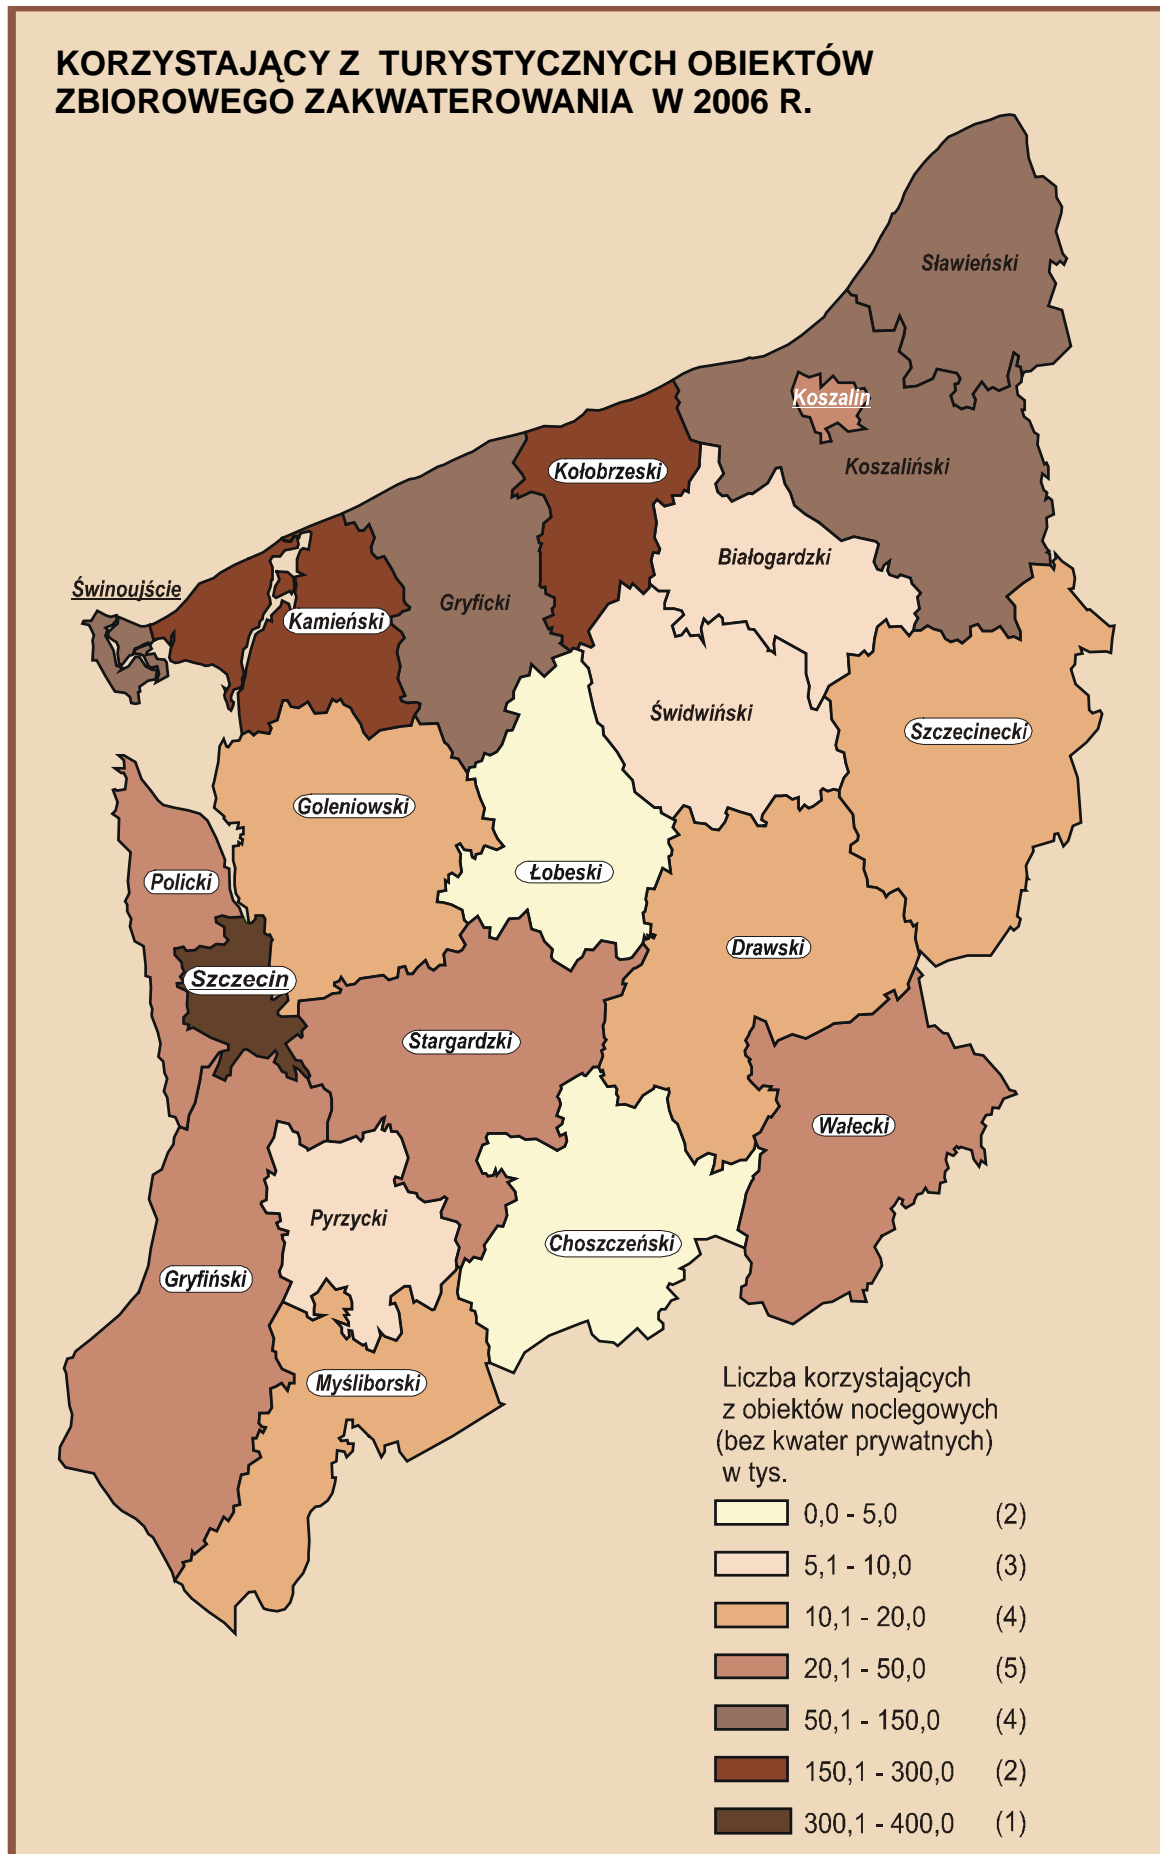 KORZYSTAJĄCY Z TURYSTYCZNYCH OBIEKTÓW
ZBIOROWEGO ZAKWATEROWANIA W 2006 R.
Sławieński
Koszalin
Koszaliński
Kołobrzeski
Białogardzki
Świnoujście
Gryficki
Kamieński
Świdwiński
Szczecinecki
Goleniowski
Łobeski
Policki
Drawski
Szczecin
Stargardzki
Wałecki
Pyrzycki
Choszczeński
Gryfiński
Myśliborski
Liczba korzystających
z obiektów noclegowych
(bez kwater prywatnych)
w tys.
0,0 - 5,0 (2)
5,1 - 10,0 (3)
10,1 - 20,0 (4)
20,1 - 50,0 (5)
50,1 - 150,0 (4)
150,1 - 300,0 (2)
300,1 - 400,0 (1)